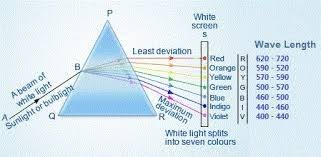 P
White
screen
s
Wave Length
Least deviation
A beam of
white light
Sunlight or bulblight
A
B
Q
R
Maximum
deviation
Red R 620 - 720
Orange O 590 - 520
Yellow Y 570 - 590
Green G 500 - 570
Blue B 460 - 500
Indigo I 440 - 460
Violet V 400 - 440
White light splits
into seven colours